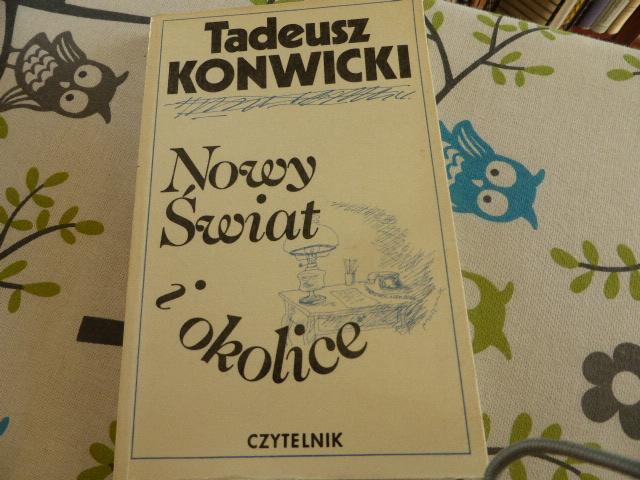 Tadeusz
KONWICKI
Nowy
Świat
i okolice
CZYTELNIK